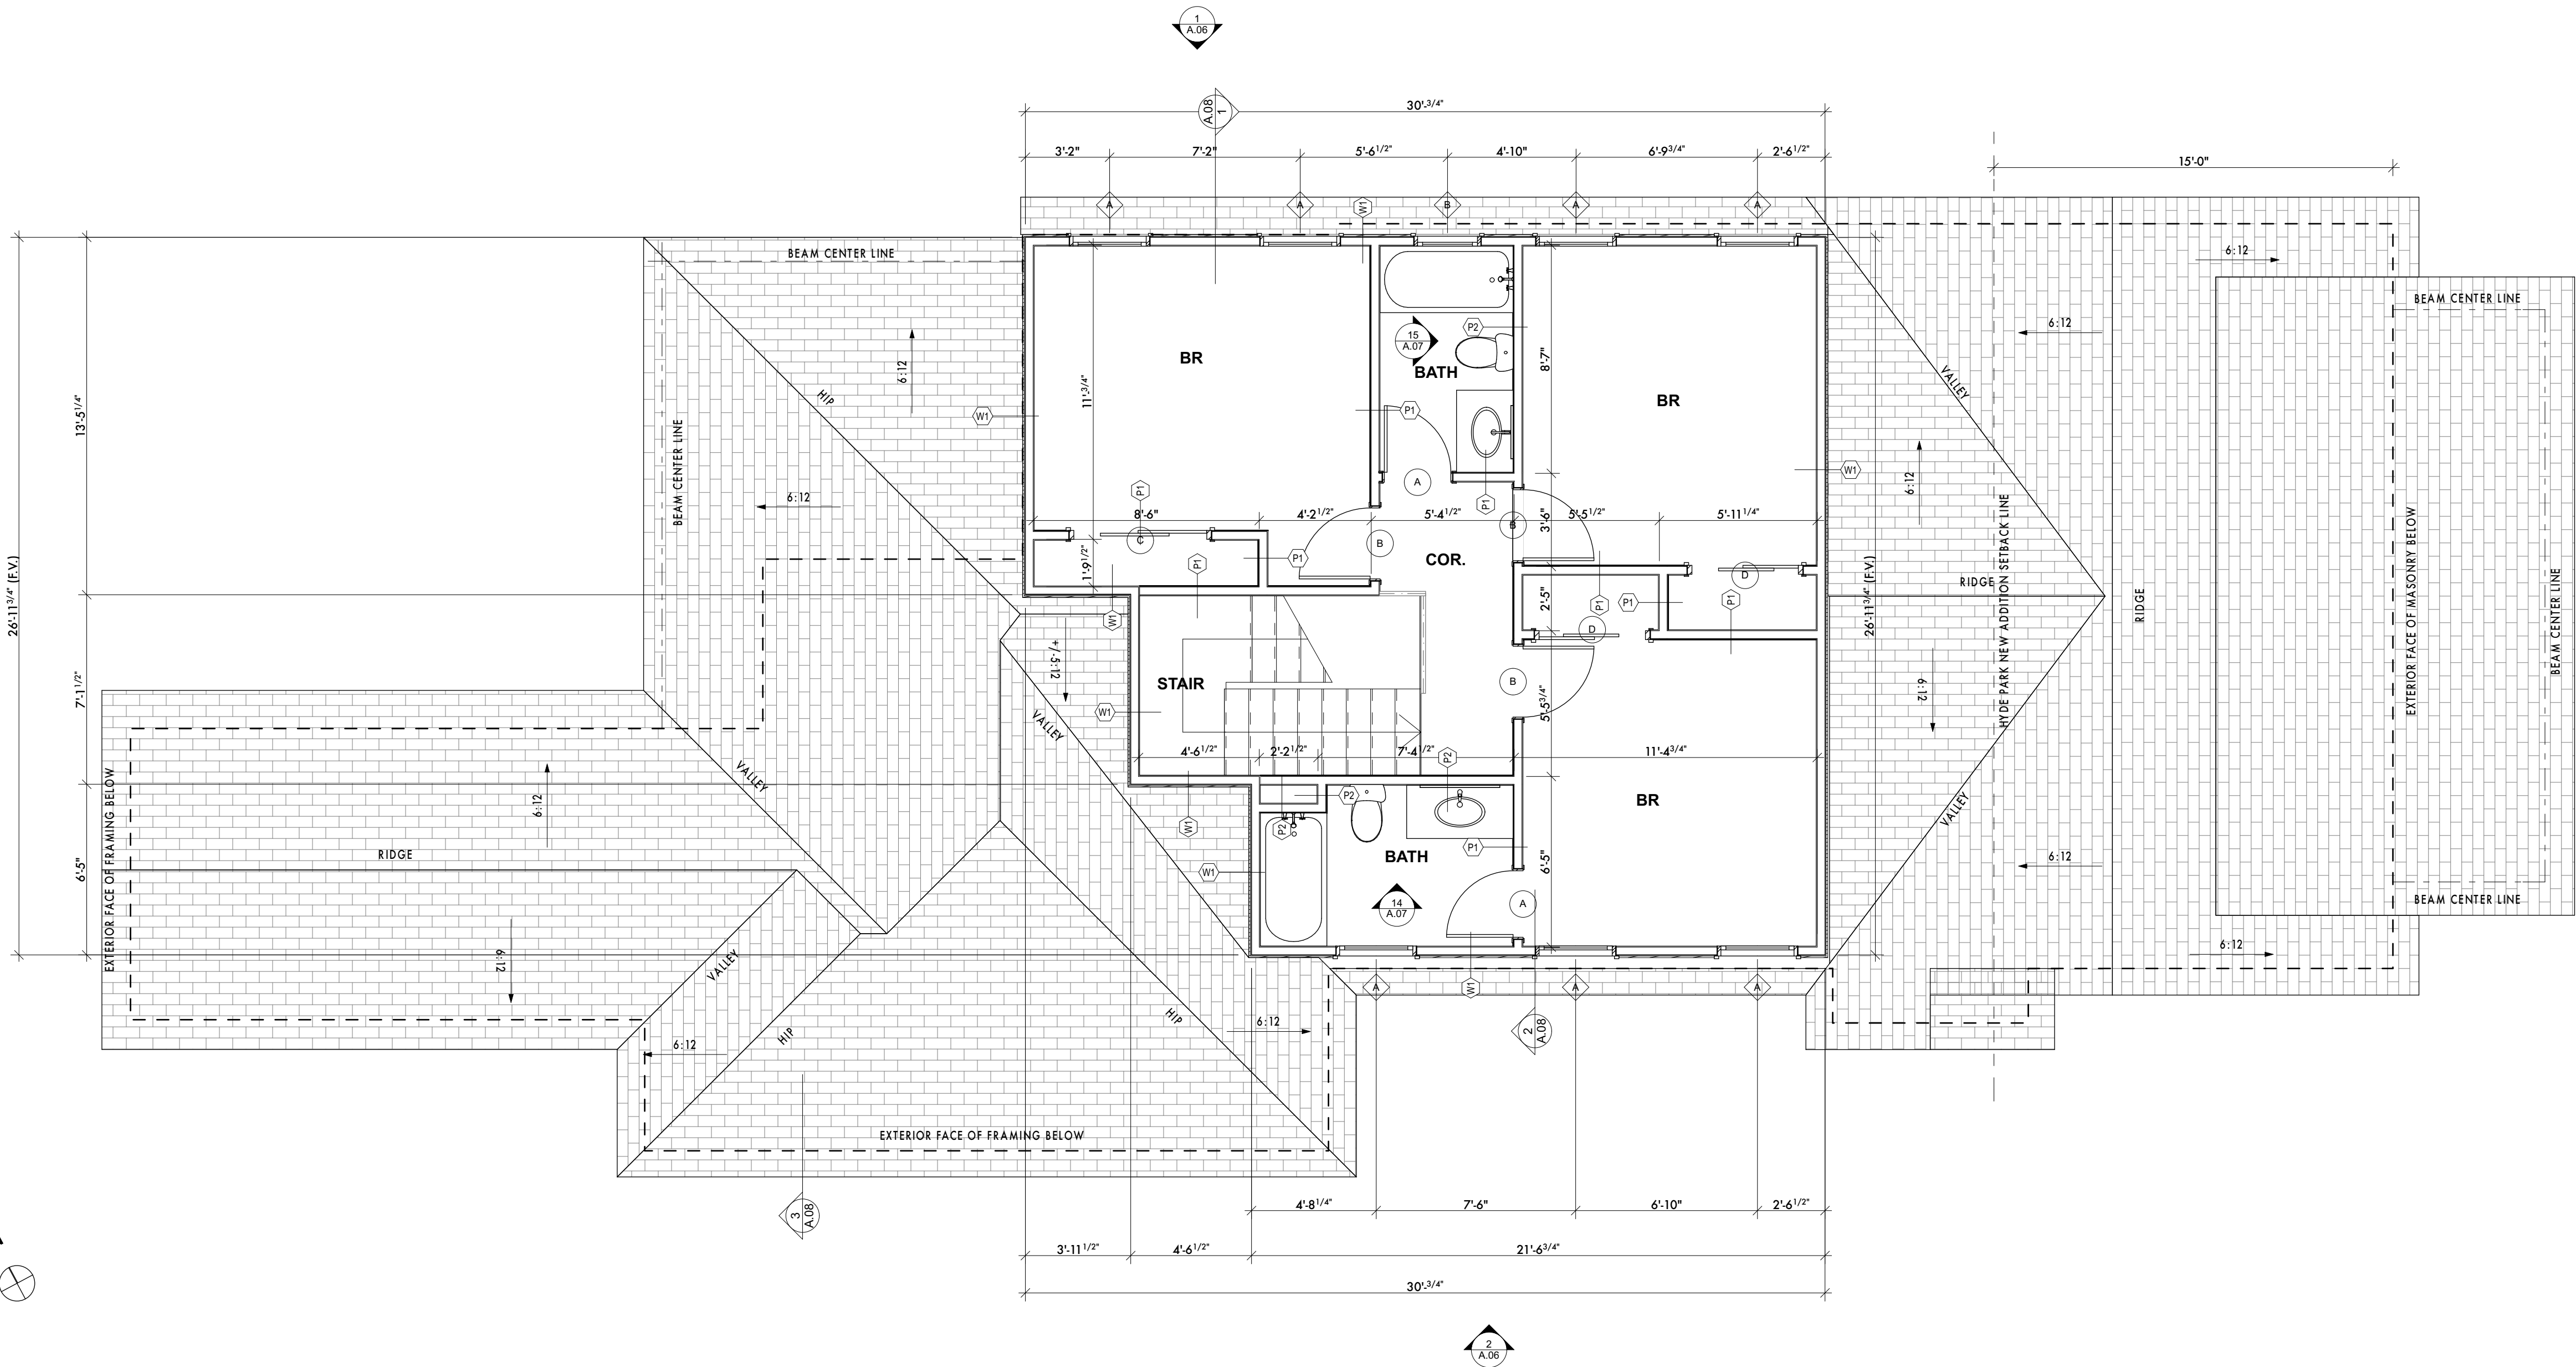 1
A.06
A.08
1
30'-3/4"
3'-2"
7'-2"
5'-6 1/2"
4'-10"
6'-9 3/4"
2'-6 1/2"
15'-0"
A
A
W1
B
A
A
BEAM CENTER LINE
6:12
BEAM CENTER LINE
6:12
15
A.07
P2
BR
BATH
BR
8'-7"
11'-3/4"
6:12
HIP
VALLEY
W1
P1
13'-5 1/4"
BEAM CENTER LINE
6:12
P1
A
P1
W1
6:12
8'-6"
4'-2 1/2"
5'-4 1/2"
3'-6"
5'-5 1/2"
5'-11 1/4"
C
B
B
COR.
1'-9 1/2"
P1
P1
D
26'-11 3/4" (F.V.)
26'-11 3/4" (F.V.)
RIDGE
HYDE PARK NEW ADDITION SETBACK LINE
RIDGE
EXTERIOR FACE OF MASONRY BELOW
BEAM CENTER LINE
2'-5"
P1
P1
P1
W1
D
+/-5:12
STAIR
B
7'-1 1/2"
W1
VALLEY
5'-5 3/4"
6:12
4'-6 1/2"
2'-2 1/2"
7'-4 1/2"
P2
11'-4 3/4"
VALLEY
6:12
P2
BR
W1
P2
VALLEY
RIDGE
EXTERIOR FACE OF FRAMING BELOW
6'-5"
BATH
P1
6'-5"
6:12
W1
14
A.07
A
BEAM CENTER LINE
6:12
6:12
VALLEY
A
W1
A
A
HIP
HIP
6:12
2
A.08
6:12
EXTERIOR FACE OF FRAMING BELOW
3
A.08
4'-8 1/4"
7'-6"
6'-10"
2'-6 1/2"
3'-11 1/2"
4'-6 1/2"
21'-6 3/4"
30'-3/4"
2
A.06